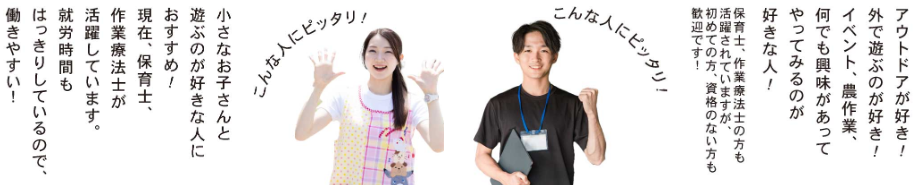 アウトドアが好き！
外で遊ぶのが好き！
イベント、農作業、
何でも興味があって
やってみるのが
好きな人！
保育士、作業療法士の方も
活躍されていますが、
初めての方、資格のない方も
歓迎です！
こんな人にピッタリ！
こんな人にピッタリ！
小さなお子さんと
遊ぶのが好きな人に
おすすめ！
現在、保育士、
作業療法士が
活躍しています。
就労時間も
はっきりしているので、
働きやすい！